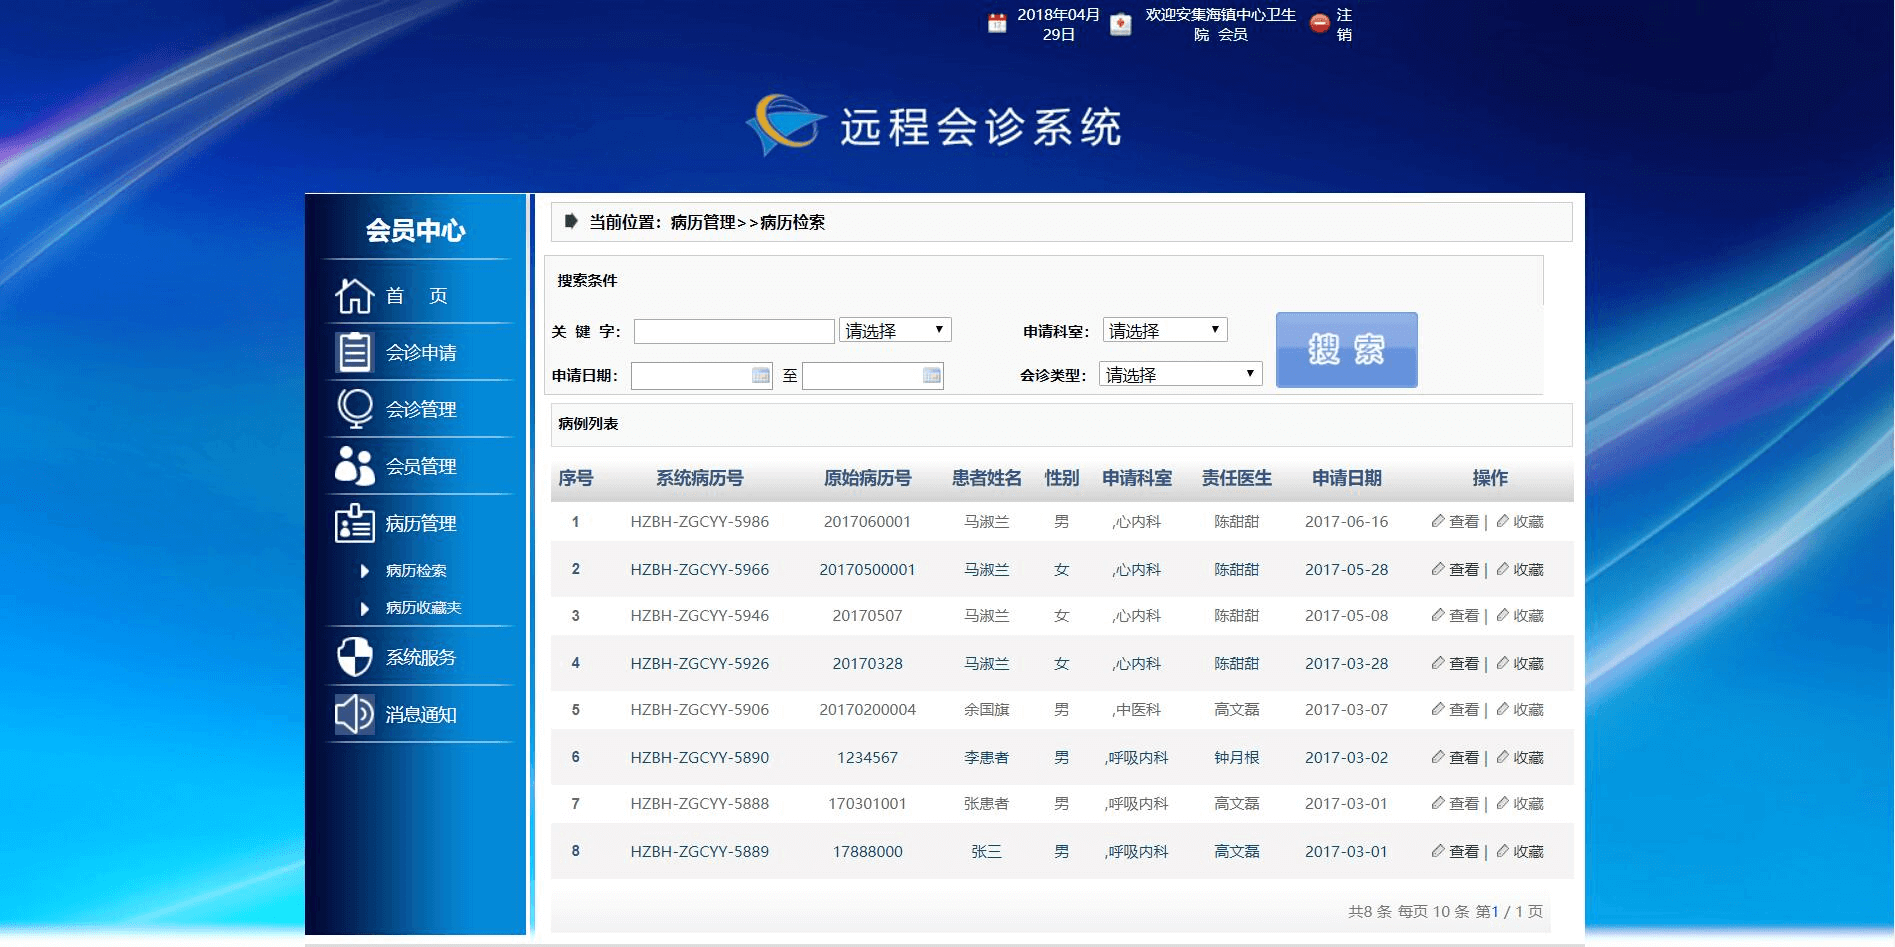 2018年04月29日
欢迎安集海镇中心卫生院 会员
注销
远程会诊系统
会员中心
首 页
会诊申请
会诊管理
会员管理
病历管理
病历检索
病历收藏夹
系统服务
消息通知
当前位置：病历管理>>病历检索
搜索条件
关 键 字： 请选择 申请科室： 请选择
申请日期： 至 会诊类型： 请选择
搜 索
病例列表
序号 系统病历号 原始病历号 患者姓名 性别 申请科室 责任医生 申请日期 操作
1 HZBH-ZGCYY-5986 2017060001 马淑兰 男 ,心内科 陈甜甜 2017-06-16 查看 | 收藏
2 HZBH-ZGCYY-5966 20170500001 马淑兰 女 ,心内科 陈甜甜 2017-05-28 查看 | 收藏
3 HZBH-ZGCYY-5946 20170507 马淑兰 女 ,心内科 陈甜甜 2017-05-08 查看 | 收藏
4 HZBH-ZGCYY-5926 20170328 马淑兰 女 ,心内科 陈甜甜 2017-03-28 查看 | 收藏
5 HZBH-ZGCYY-5906 20170200004 余国旗 男 ,中医科 高文磊 2017-03-07 查看 | 收藏
6 HZBH-ZGCYY-5890 1234567 李患者 男 ,呼吸内科 钟月根 2017-03-02 查看 | 收藏
7 HZBH-ZGCYY-5888 170301001 张患者 男 ,呼吸内科 高文磊 2017-03-01 查看 | 收藏
8 HZBH-ZGCYY-5889 17888000 张三 男 ,呼吸内科 高文磊 2017-03-01 查看 | 收藏
共8 条 每页 10 条 第1 / 1 页